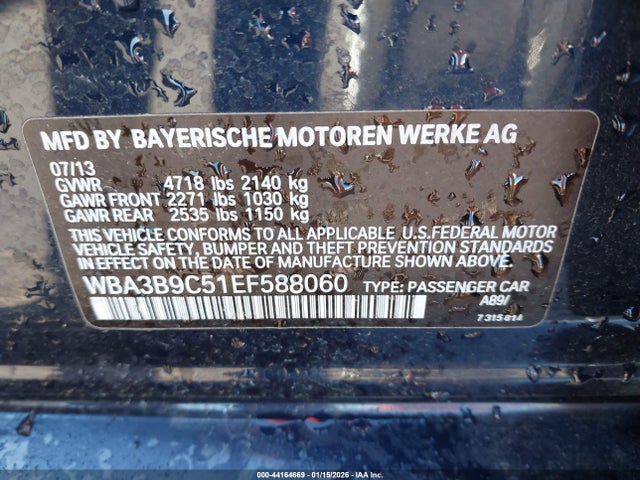 MFD BY BAYERISCHE MOTOREN WERKE AG
07/13
GVWR 4718 lbs 2140 kg
GAWR FRONT 2271 lbs 1030 kg
GAWR REAR 2535 lbs 1150 kg
THIS VEHICLE CONFORMS TO ALL APPLICABLE U.S.FEDERAL MOTOR
VEHICLE SAFETY, BUMPER AND THEFT PREVENTION STANDARDS
IN EFFECT ON THE DATE OF MANUFACTURE SHOWN ABOVE.
WBA3B9C51EF588060 TYPE: PASSENGER CAR
A89/
7 315 814
000-44164669 - 01/15/2026 - IAA Inc.